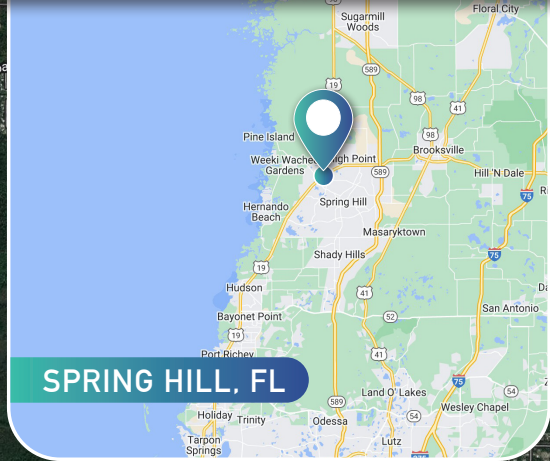 Floral City
Sugarmill
Woods
589
19
98
41
98
Pine Island
Brooksville
Weeki Wachee
Gardens
High Point
589
Hill 'N Dale
75
Spring Hill
Hernando
Beach
Masaryktown
75
Shady Hills
19
Hudson
41
San Antonio
Bayonet Point
52
19
Port Richey
41
75
SPRING HILL, FL
Land O' Lakes
54
589
Wesley Chapel
Holiday
Trinity
Odessa
54
Tarpon
Springs
Lutz